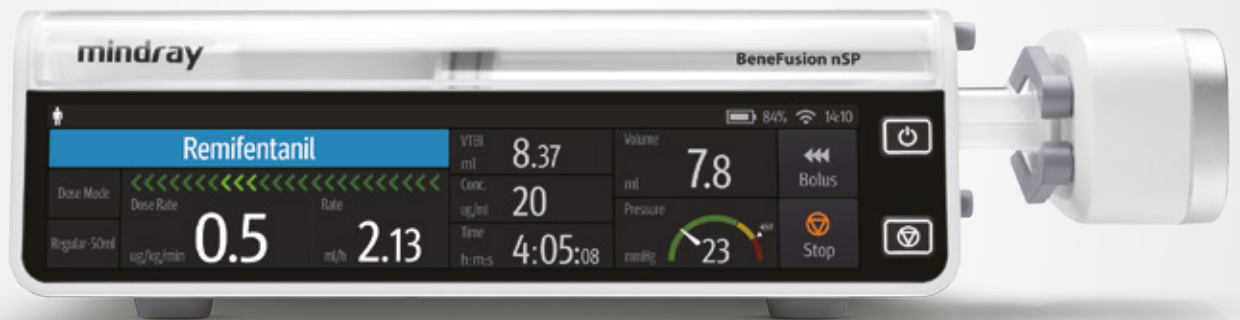 mindray
BeneFusion nSP
84% 14:10
Remifentanil
Dose Mode
Regular-50ml
Dose Rate
ug/kg/min 0.5
Rate
ml/h 2.13
VTBI
ml 8.37
Conc.
ug/ml 20
Time
h:m:s 4:05:08
Volume
ml 7.8
Pressure
mmHg 23
450
Bolus
Stop